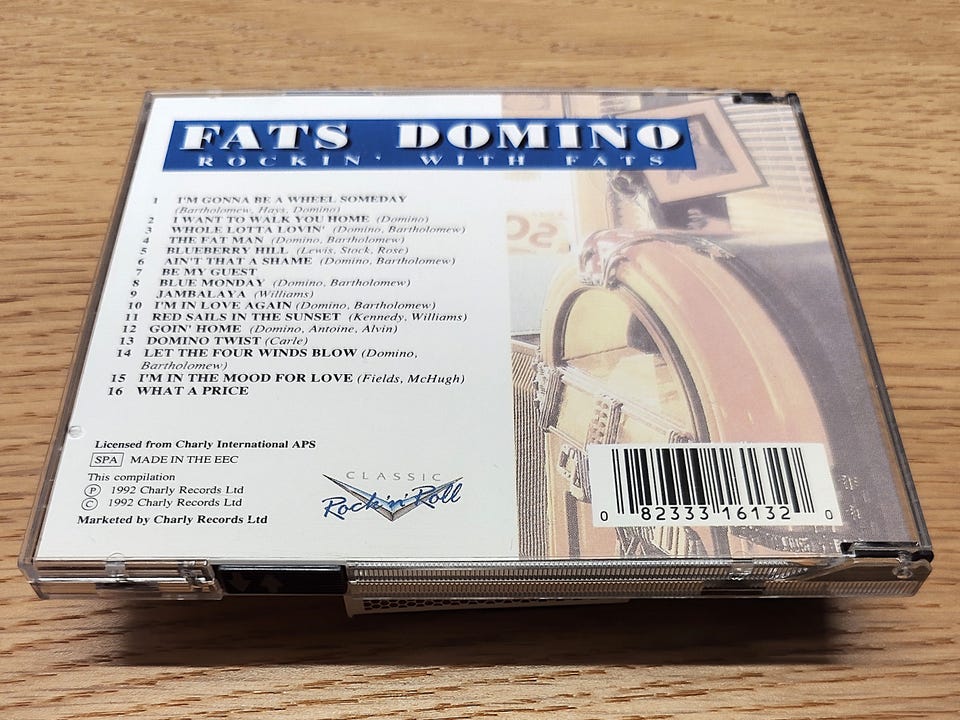 FATS DOMINO
ROCKIN' WITH FATS
1 I'M GONNA BE A WHEEL SOMEDAY
(Bartholomew, Hays, Domino)
2 I WANT TO WALK YOU HOME (Domino)
3 WHOLE LOTTA LOVIN' (Domino, Bartholomew)
4 THE FAT MAN (Domino, Bartholomew)
5 BLUEBERRY HILL (Lewis, Stock, Rose)
6 AIN'T THAT A SHAME (Domino, Bartholomew)
7 BE MY GUEST
8 BLUE MONDAY (Domino, Bartholomew)
9 JAMBALAYA (Williams)
10 I'M IN LOVE AGAIN (Domino, Bartholomew)
11 RED SAILS IN THE SUNSET (Kennedy, Williams)
12 GOIN' HOME (Domino, Antoine, Alvin)
13 DOMINO TWIST (Carle)
14 LET THE FOUR WINDS BLOW (Domino,
Bartholomew)
15 I'M IN THE MOOD FOR LOVE (Fields, McHugh)
16 WHAT A PRICE
Licensed from Charly International APS
SPA MADE IN THE EEC
This compilation
Ⓟ 1992 Charly Records Ltd
© 1992 Charly Records Ltd
Marketed by Charly Records Ltd
CLASSIC
Rock 'n' Roll
0 82333 16132 0